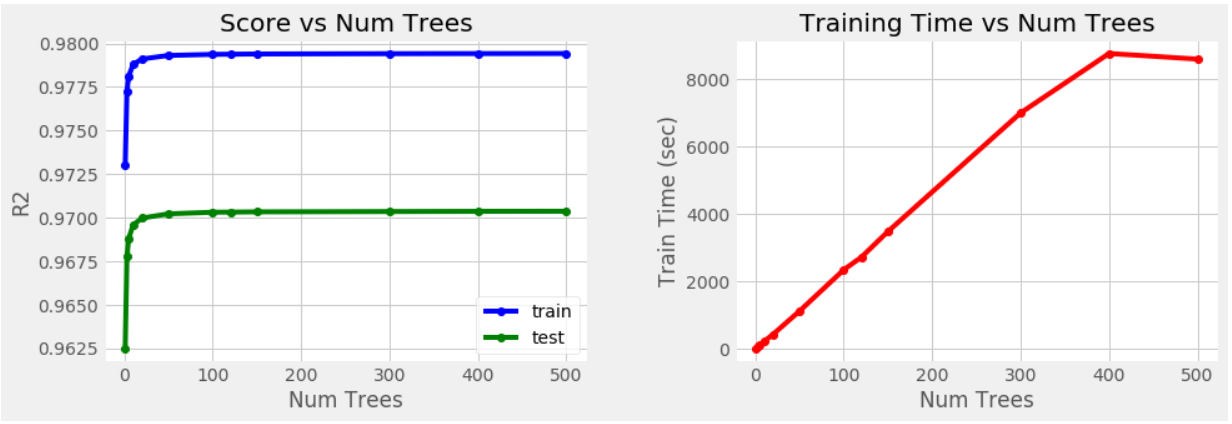 Score vs Num Trees
0.9800
0.9775
0.9750
0.9725
0.9700
0.9675
0.9650
0.9625
R2
0 100 200 300 400 500
Num Trees
train
test
Training Time vs Num Trees
8000
6000
4000
2000
0
Train Time (sec)
0 100 200 300 400 500
Num Trees